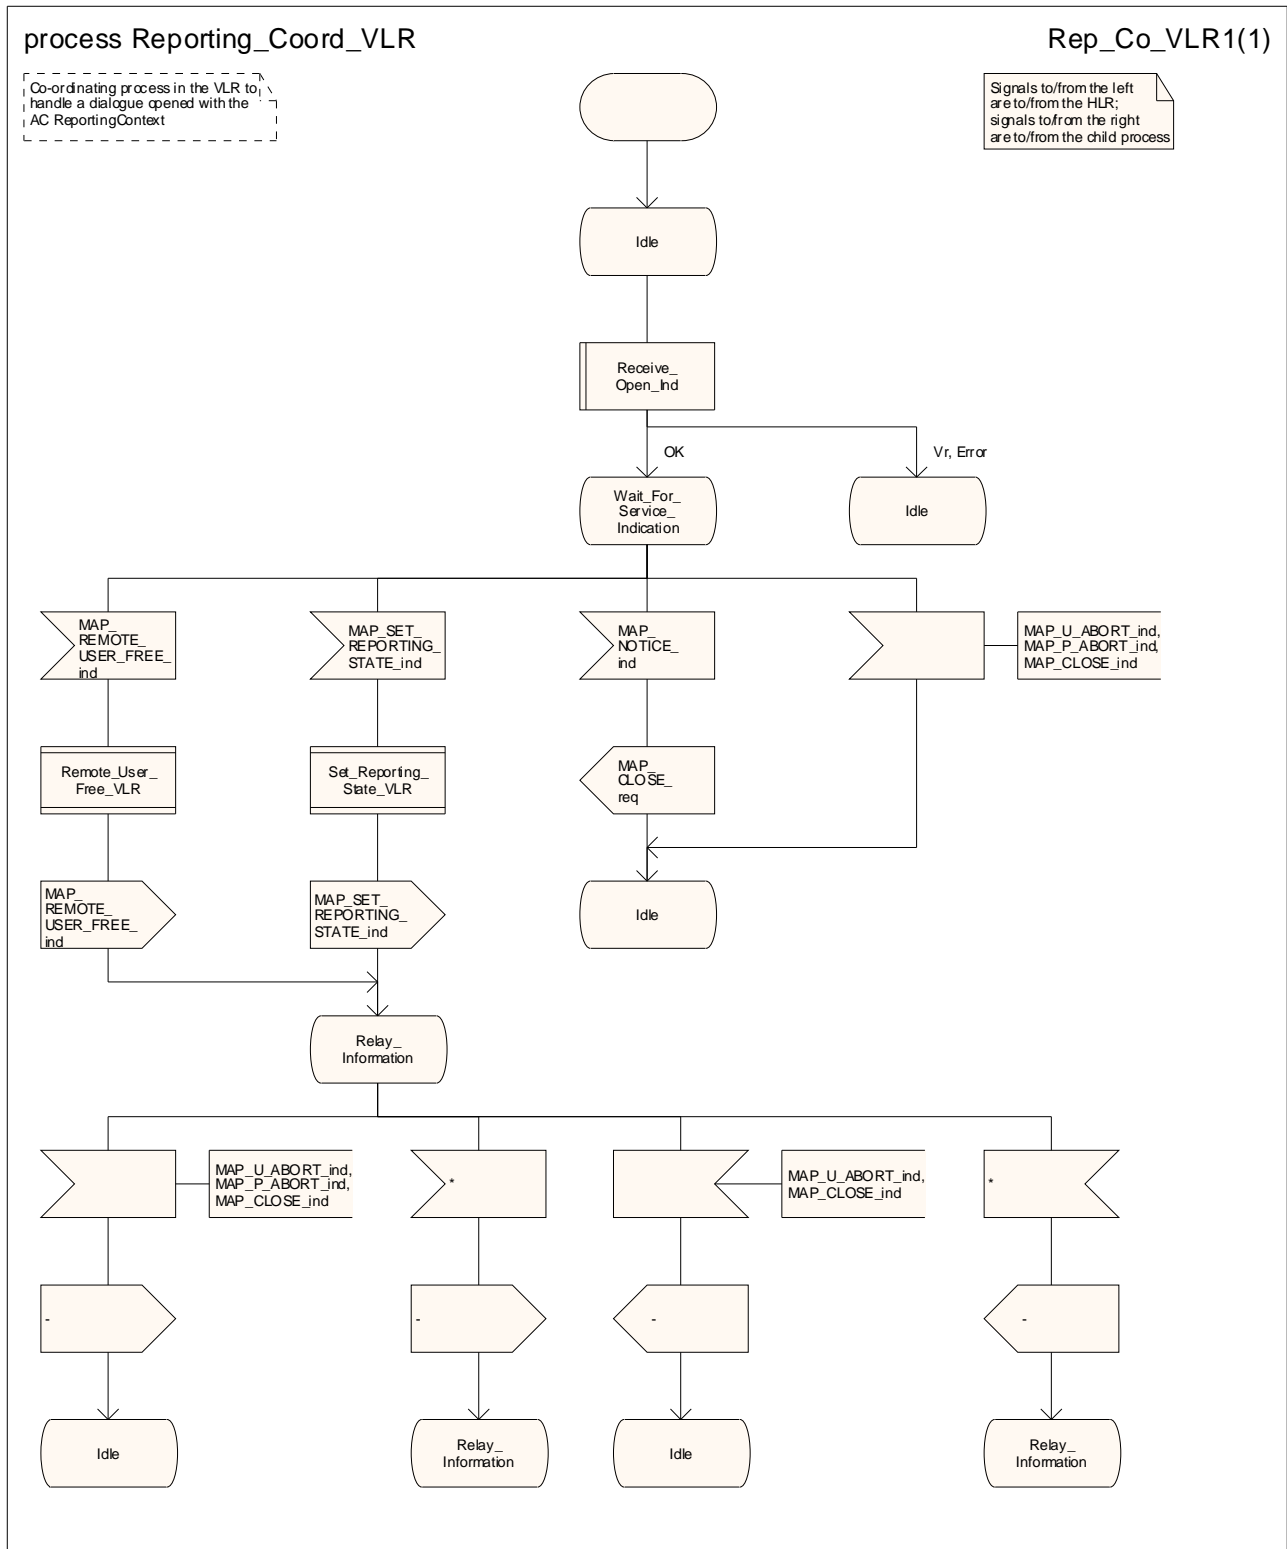 process Reporting_Coord_VLR
Rep_Co_VLR1(1)
Co-ordinating process in the VLR to
handle a dialogue opened with the
AC ReportingContext
Signals to/from the left
are to/from the HLR;
signals to/from the right
are to/from the child process
Idle
Receive_
Open_Ind
OK
Vr, Error
Wait_For_
Service_
Indication
Idle
MAP_
REMOTE_
USER_FREE_
ind
MAP_SET_
REPORTING_
STATE_ind
MAP_
NOTICE_
ind
MAP_U_ABORT_ind,
MAP_P_ABORT_ind,
MAP_CLOSE_ind
Remote_User_
Free_VLR
Set_Reporting_
State_VLR
MAP_
CLOSE_
req
MAP_
REMOTE_
USER_FREE_
ind
MAP_SET_
REPORTING_
STATE_ind
Idle
Relay_
Information
MAP_U_ABORT_ind,
MAP_P_ABORT_ind,
MAP_CLOSE_ind
*
MAP_U_ABORT_ind,
MAP_CLOSE_ind
*
-
-
-
-
Idle
Relay_
Information
Idle
Relay_
Information